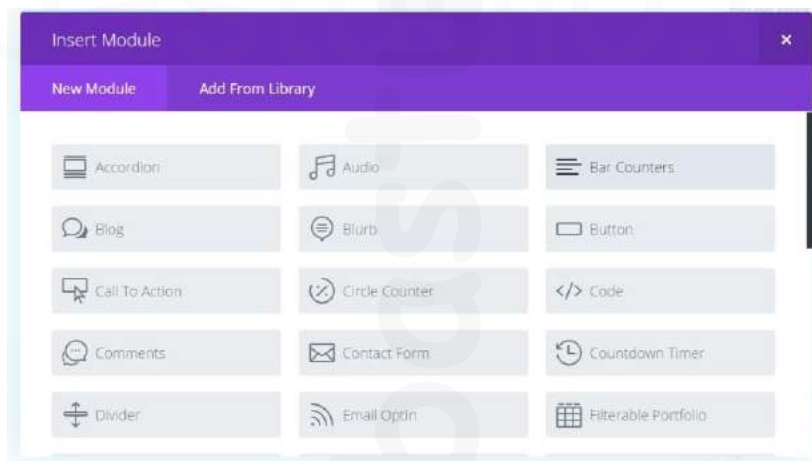 Insert Module
×
New Module Add From Library
Accordion Audio Bar Counters
Blog Blurb Button
Call To Action Circle Counter </> Code
Comments Contact Form Countdown Timer
Divider Email Optin Filterable Portfolio